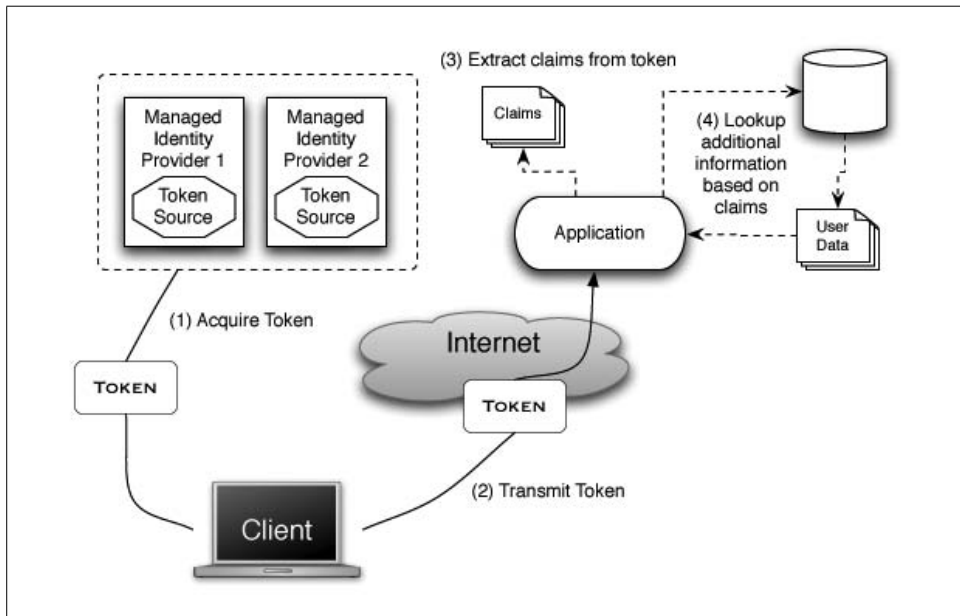 (3) Extract claims from token
Managed
Identity
Provider 1
Token
Source
Managed
Identity
Provider 2
Token
Source
Claims
(4) Lookup
additional
information
based on
claims
Application
User
Data
(1) Acquire Token
Internet
TOKEN
TOKEN
(2) Transmit Token
Client